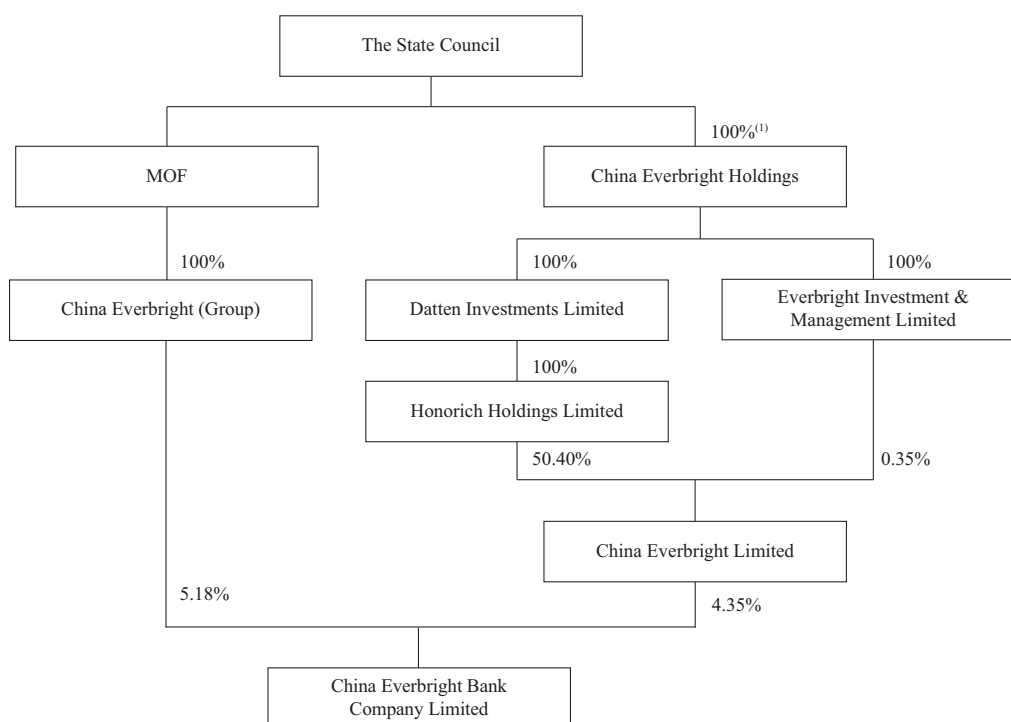 The State Council
100%(1)
MOF
China Everbright Holdings
100%
100%
100%
China Everbright (Group)
Datten Investments Limited
Everbright Investment &
Management Limited
100%
Honorich Holdings Limited
50.40%
0.35%
China Everbright Limited
5.18%
4.35%
China Everbright Bank
Company Limited